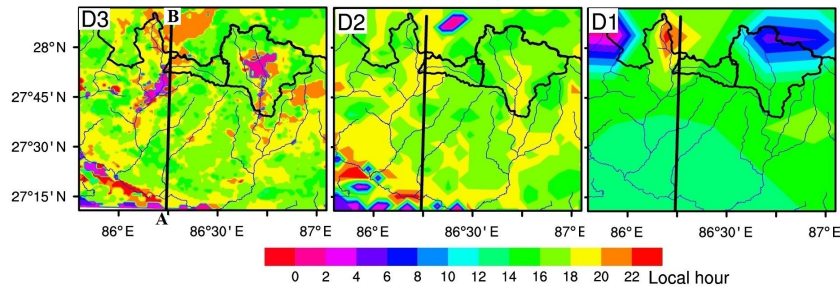 D3 B D2 D1
28° N
27°45' N
27°30' N
27°15' N
A
86° 86°30' E 87° 86° 86°30' E 87° 86° 86°30' E 87°
0 2 4 6 8 10 12 14 16 18 20 22 Local hour